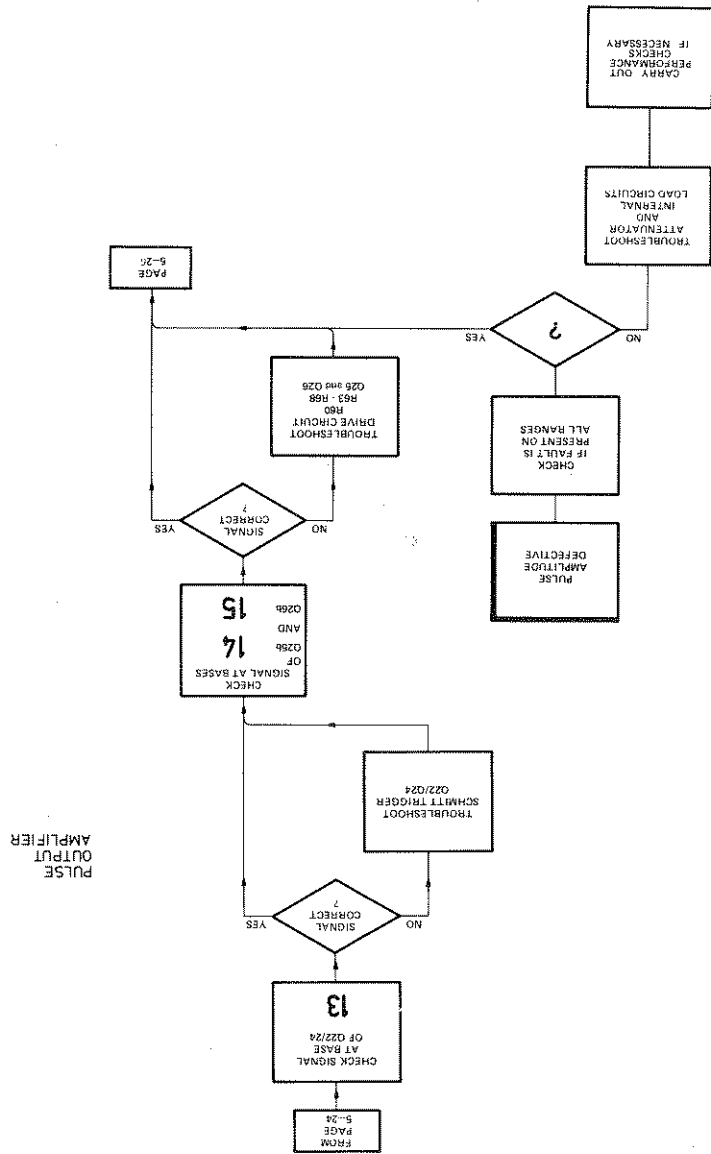 FROM
PAGE
5--24
CHECK SIGNAL
AT BASE
OF Q22/24
13
SIGNAL
CORRECT
?
NO
YES
PULSE
OUTPUT
AMPLIFIER
TROUBLESHOOT
SCHMITT TRIGGER
Q22/Q24
CHECK
SIGNAL AT BASES
OF
Q25b 14
AND
Q26b 15
SIGNAL
CORRECT
?
NO
YES
TROUBLESHOOT
DRIVE CIRCUIT
R60
R63 - R68
Q25 and Q26
PAGE
5--26
PULSE
AMPLITUDE
DEFECTIVE
CHECK
IF FAULT IS
PRESENT ON
ALL RANGES
?
NO
YES
TROUBLESHOOT
ATTENUATOR
AND
INTERNAL
LOAD CIRCUITS
CARRY OUT
PERFORMANCE
CHECKS
IF NECESSARY